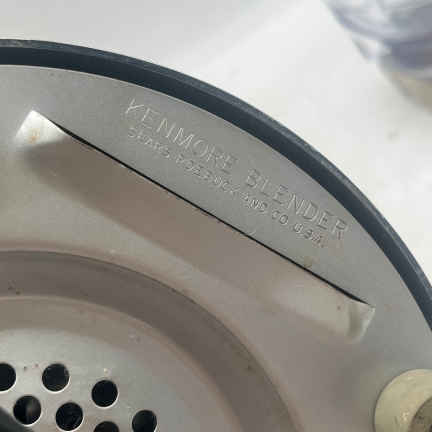 KENMORE BLENDER
SEARS, ROEBUCK AND CO. U.S.A.